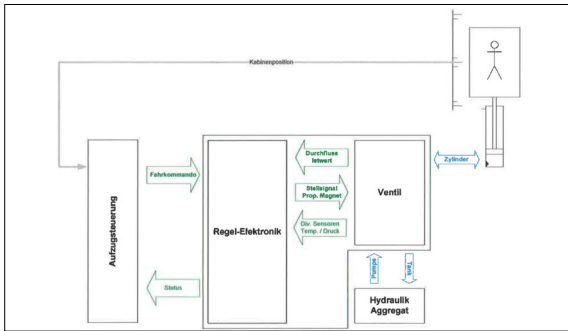 Kabinenposition
Aufzugsteuerung
Fahrkommando
Status
Regel-Elektronik
Durchfluss
Istwert
Stellsignal
Prop. Magnet
Div. Sensoren
Temp. / Druck
Ventil
Zylinder
Pumpe
Tank
Hydraulik
Aggregat